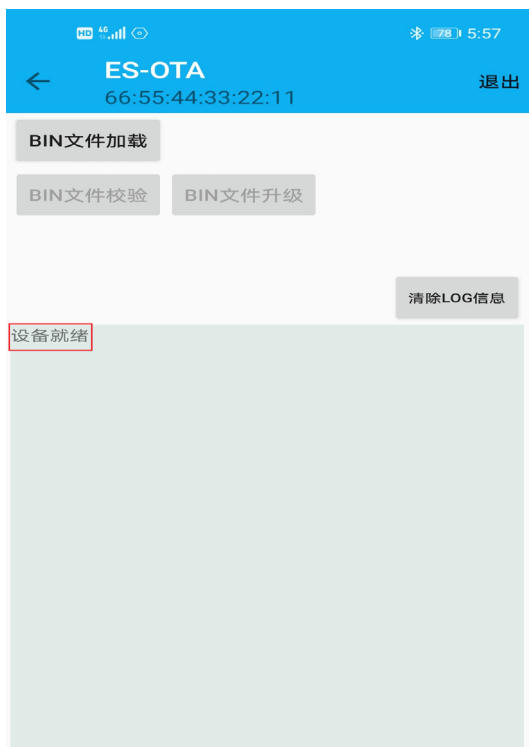 HD 4G 78 5:57
ES-OTA
66:55:44:33:22:11
退出
BIN文件加载
BIN文件校验 BIN文件升级
清除LOG信息
设备就绪